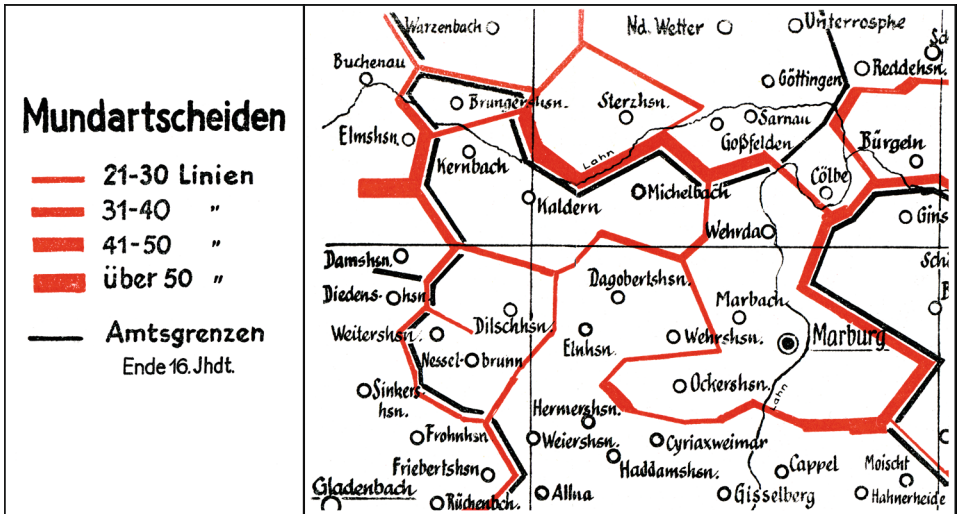 Mundartscheiden
21-30 Linien
31-40 "
41-50 "
über 50 "
Amtsgrenzen
Ende 16. Jhdt.
Warzenbach
Nd. Wetter
Unterrosphe
Buchenau
Göttingen
Reddehsn.
Brungershsn.
Sterzhsn.
Sarnau
Elmshsn.
Lahn
Goßfelden
Bürgeln
Kernbach
Cölbe
Michelbach
Kaldern
Gins
Wehrda
Damshsn.
Dagobertshsn.
Diedens-hsn.
Marbach
Dilschhsn.
Weitershsn.
Elnhsn.
Wehrshsn.
Marburg
Nessel-brunn
Sinkers-
hsn.
Ockershsn.
Lahn
Hermershsn.
Frohnhsn.
Weiershsn.
Cyriaxweimar
Friebertshsn.
Haddamshsn.
Cappel
Moischt
Gladenbach
Rüchenbch.
Allna
Gisselberg
Hahnerheide